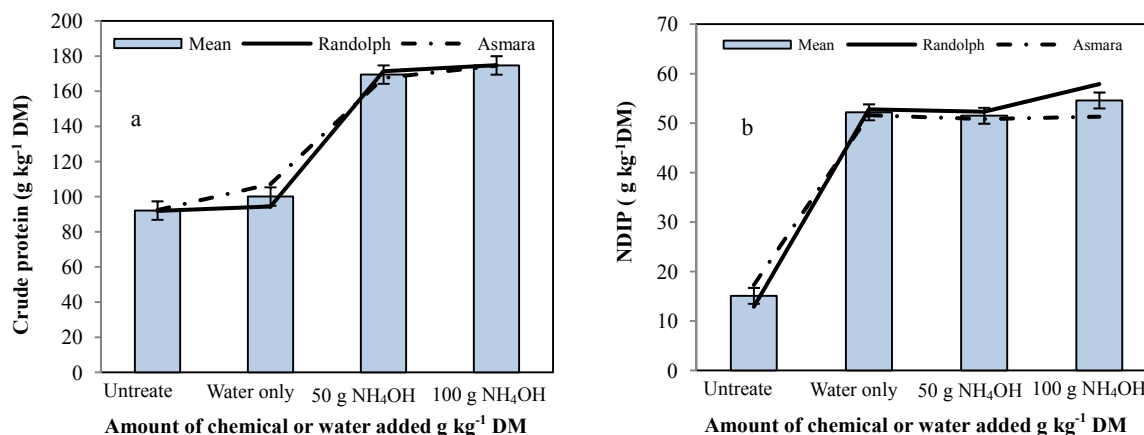 200
180
160
140
120
100
80
60
40
20
0
Crude protein (g kg⁻¹ DM)
Mean Randolph Asmara
a
Untreate Water only 50 g NH₄OH 100 g NH₄OH
Amount of chemical or water added g kg⁻¹ DM
70
60
50
40
30
20
10
0
NDIP ( g kg⁻¹DM)
Mean Randolph Asmara
b
Untreate Water only 50 g NH₄OH 100 g NH₄OH
Amount of chemical or water added g kg⁻¹ DM